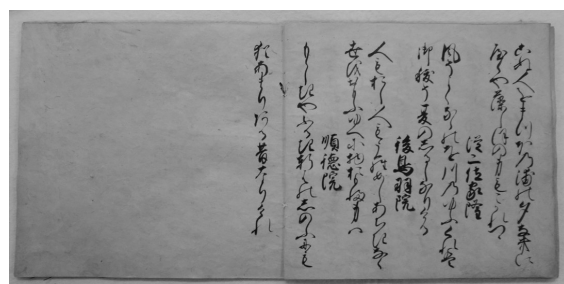 こぬ人をまつほの浦の夕なきに
やくや藻しほの身もこかれつゝ
従二位家隆
風そよくならの小川のゆふくれは
御祓そ夏のしるしなりける
後鳥羽院
人もおし人もうらめしあちきなく
世をおもふゆへに物おもふ身は
順徳院
もゝしきやふるき軒はのしのふにも
猶あまりある昔なりけり